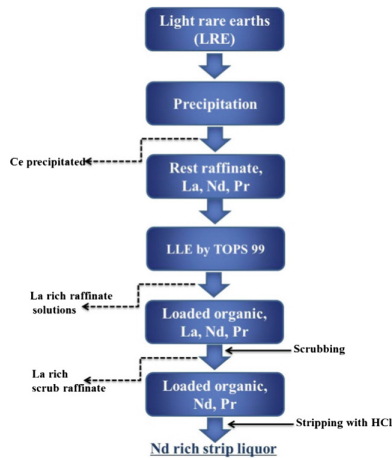 Light rare earths
(LRE)
Precipitation
Ce precipitated
Rest raffinate,
La, Nd, Pr
LLE by TOPS 99
La rich raffinate
solutions
Loaded organic,
La, Nd, Pr
Scrubbing
La rich
scrub raffinate
Loaded organic,
Nd, Pr
Stripping with HCl
Nd rich strip liquor